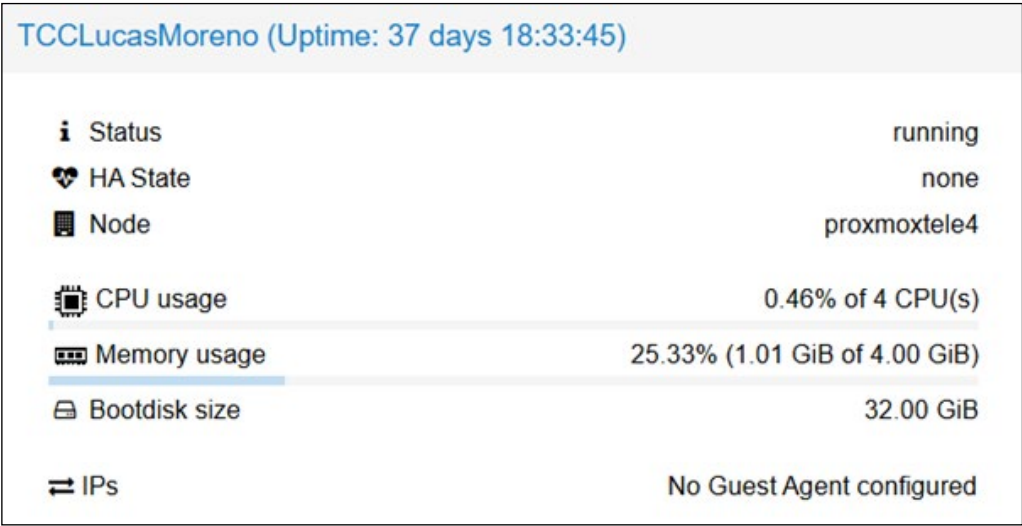 TCCLucasMoreno (Uptime: 37 days 18:33:45)
Status running
HA State none
Node proxmoxtele4
CPU usage 0.46% of 4 CPU(s)
Memory usage 25.33% (1.01 GiB of 4.00 GiB)
Bootdisk size 32.00 GiB
IPs No Guest Agent configured